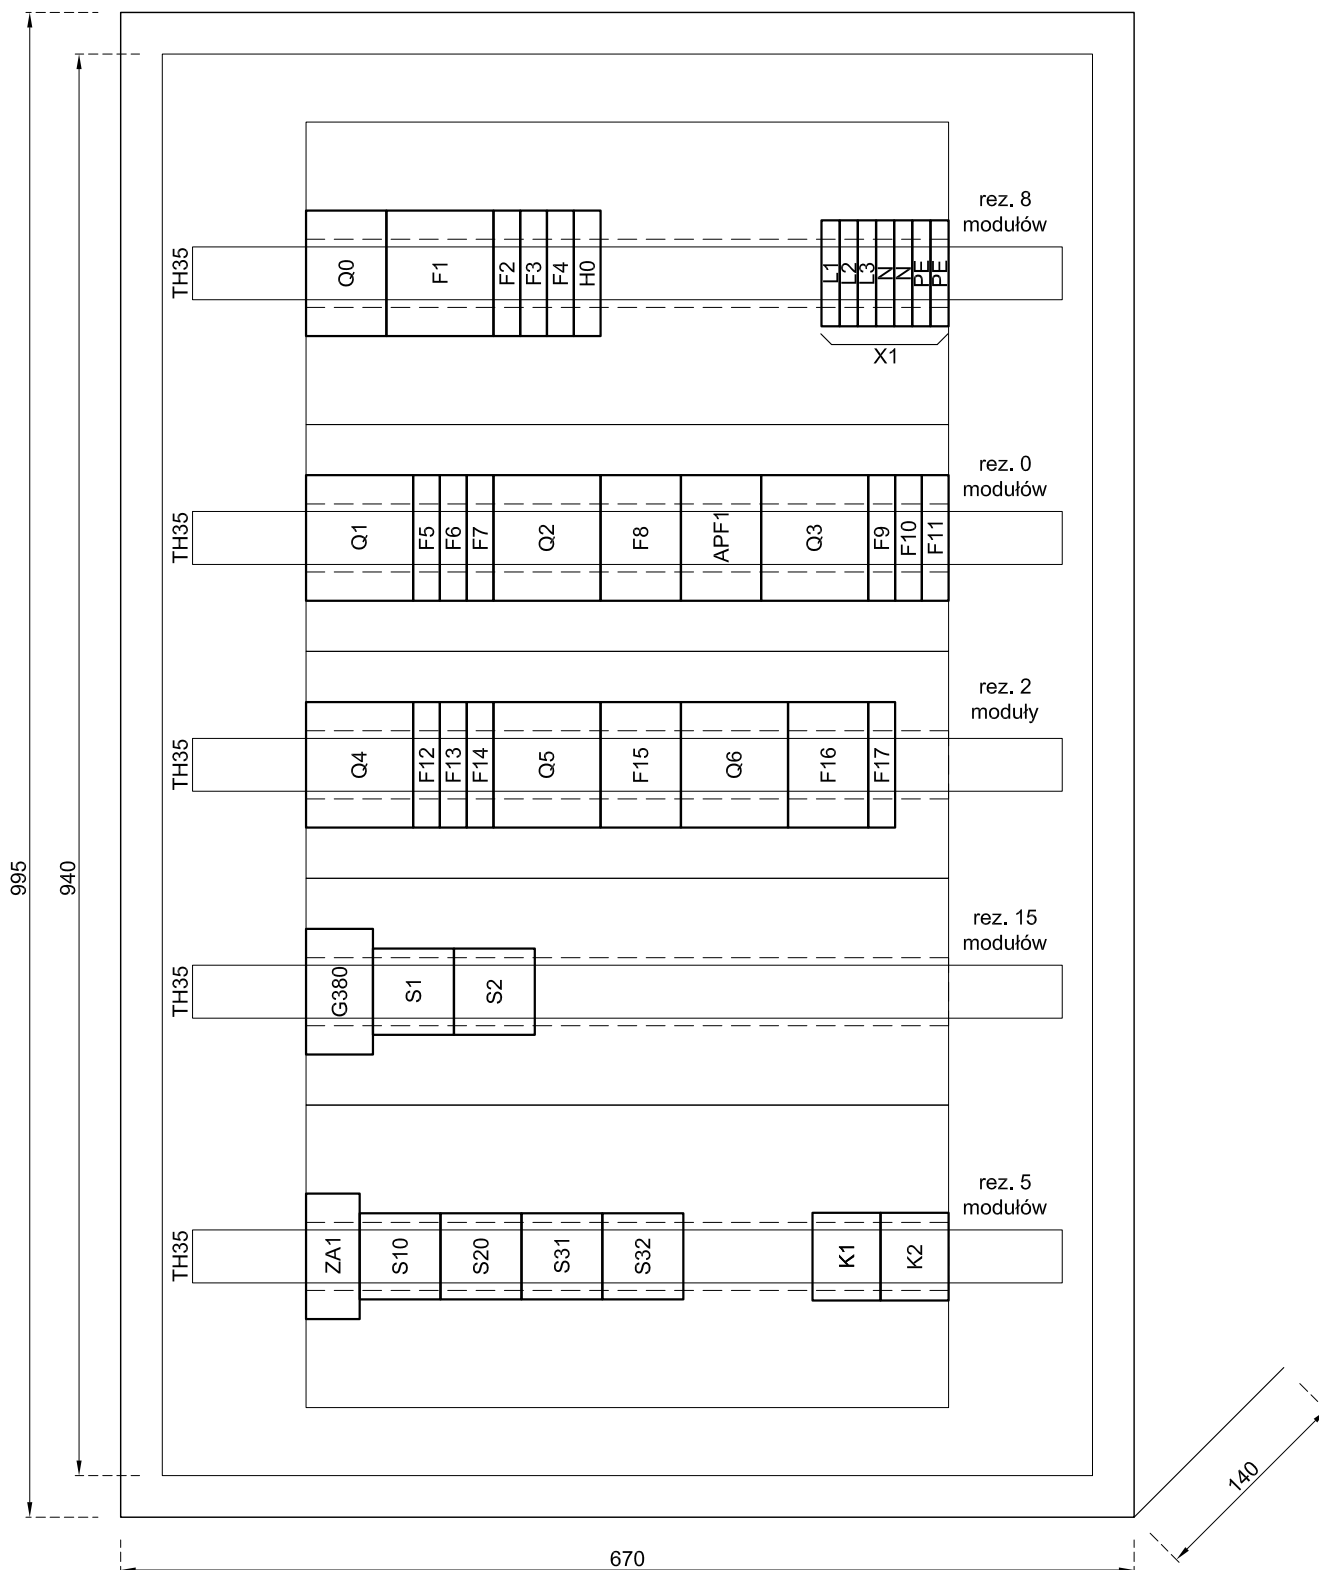 rez. 8
modułów
TH35
Q0
F1
F2
F3
F4
H0
L1
L2
L3
N
N
PE
PE
X1
rez. 0
modułów
TH35
Q1
F5
F6
F7
Q2
F8
APF1
Q3
F9
F10
F11
rez. 2
moduły
TH35
Q4
F12
F13
F14
Q5
F15
Q6
F16
F17
995
940
rez. 15
modułów
TH35
G380
S1
S2
rez. 5
modułów
TH35
ZA1
S10
S20
S31
S32
K1
K2
140
670